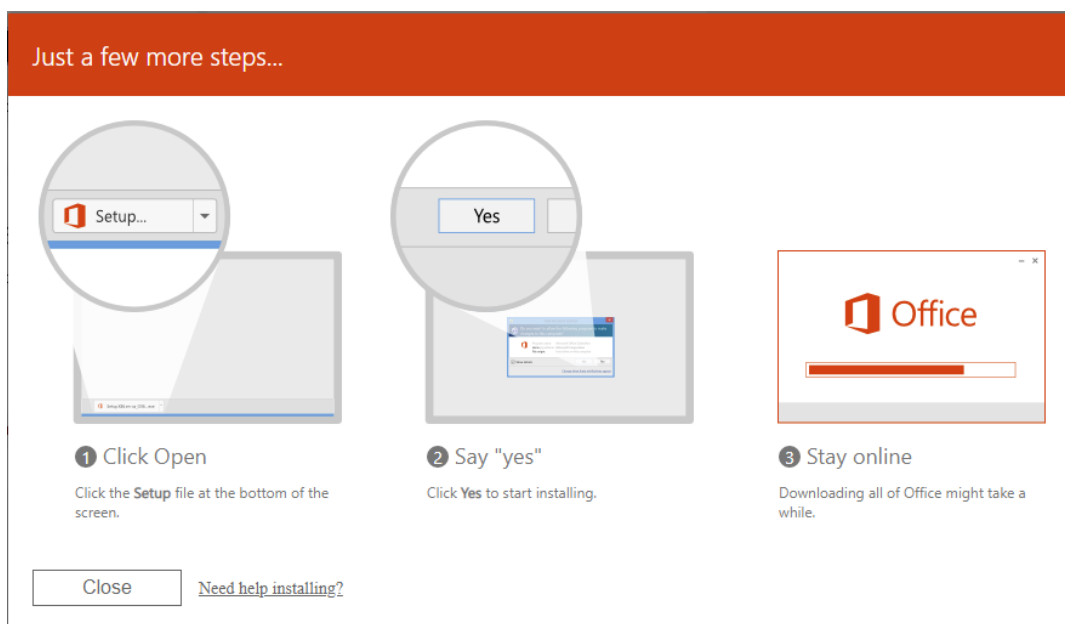 Just a few more steps...
Setup...
Yes
Office
1 Click Open
Click the Setup file at the bottom of the
screen.
2 Say "yes"
Click Yes to start installing.
3 Stay online
Downloading all of Office might take a
while.
Close
Need help installing?